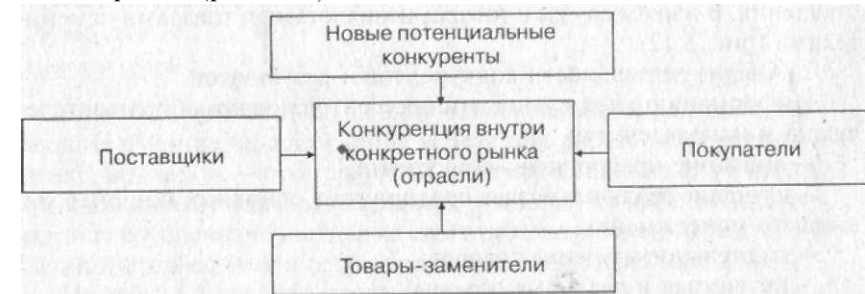 Новые потенциальные
конкуренты
Поставщики
Конкуренция внутри
конкретного рынка
(отрасли)
Покупатели
Товары-заменители